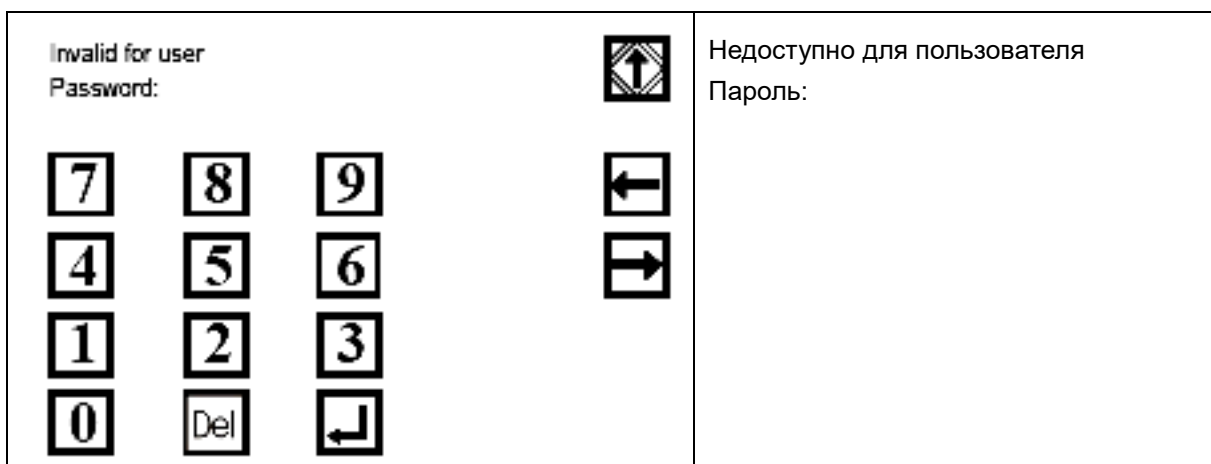 Invalid for user
Password:
7 8 9
4 5 6
1 2 3
0 Del
Недоступно для пользователя
Пароль: